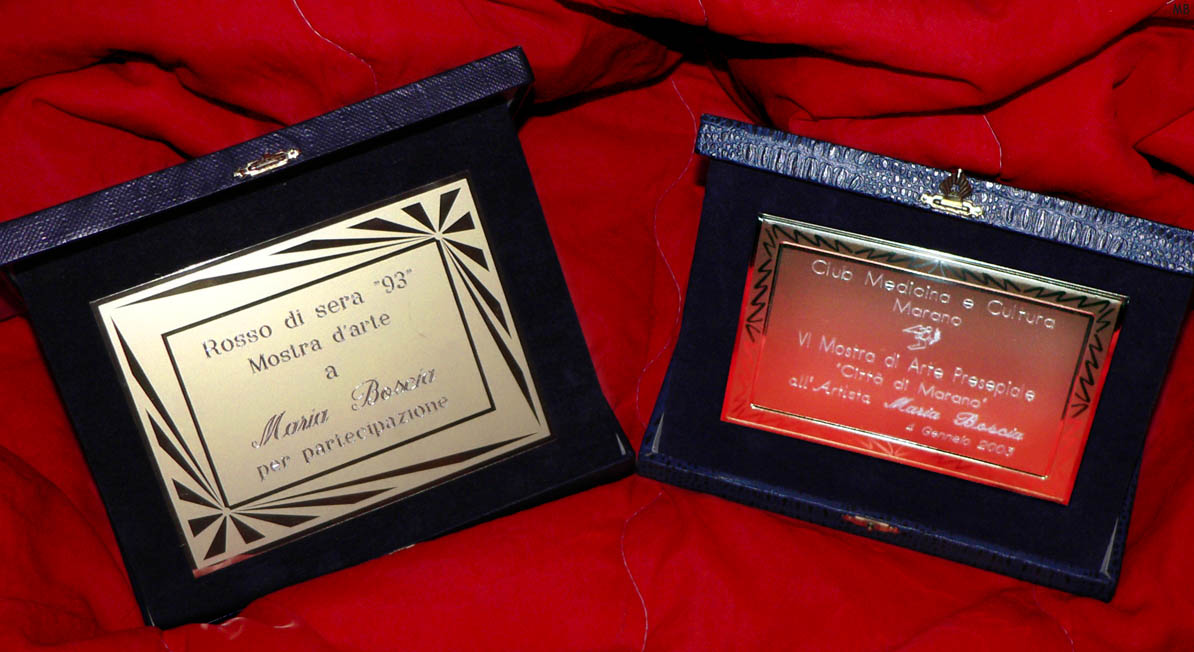 MB
Rosso di sera "93"
Mostra d'arte
a
Maria Boscia
per partecipazione
Club Medicina e Cultura
Marano
VI Mostra di Arte Presepiale
"Città di Marano"
all'Artista Maria Boscia
4 Gennaio 2003